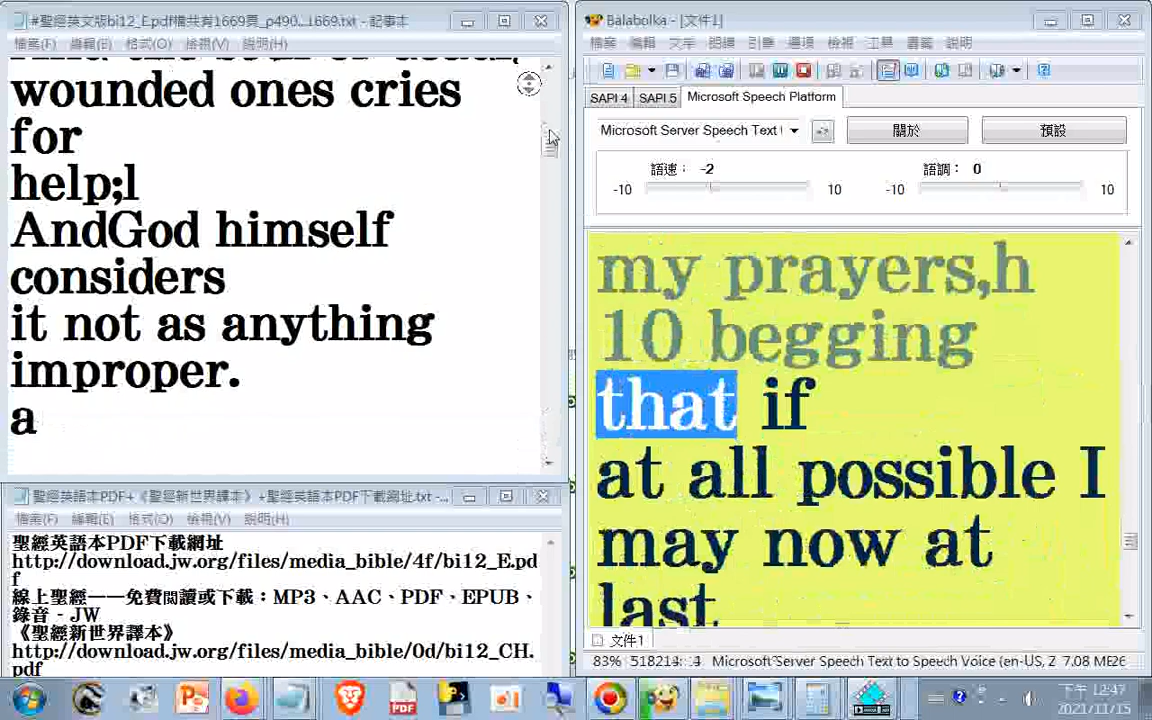 #聖經英文版bi12_E.pdf檔共有1669頁_p490...1669.txt - 記事本
檔案(F) 編輯(E) 格式(O) 檢視(V) 說明(H)
wounded ones cries
for
help;l
AndGod himself
considers
it not as anything
improper.
a
聖經英語本PDF+《聖經新世界譯本》+聖經英語本PDF下載網址.txt -...
檔案(F) 編輯(E) 格式(O) 檢視(V) 說明(H)
聖經英語本PDF下載網址
http://download.jw.org/files/media_bible/4f/bi12_E.pd
f
線上聖經——免費閱讀或下載：MP3、AAC、PDF、EPUB、
錄音 - JW
《聖經新世界譯本》
http://download.jw.org/files/media_bible/0d/bi12_CH.
pdf
Balabolka - [文件1]
檔案 編輯 文字 朗讀 引擎 選項 檢視 工具 書籤 說明
SAPI 4 SAPI 5 Microsoft Speech Platform
Microsoft Server Speech Text 關於 預設
語速： -2 語調： 0
-10 10 -10 10
my prayers,h
10 begging
that if
at all possible I
may now at
last
文件1
83% 518214: 4 Microsoft Server Speech Text to Speech Voice (en-US, Z 7.08 ME26
下午 12:47
2021/11/15